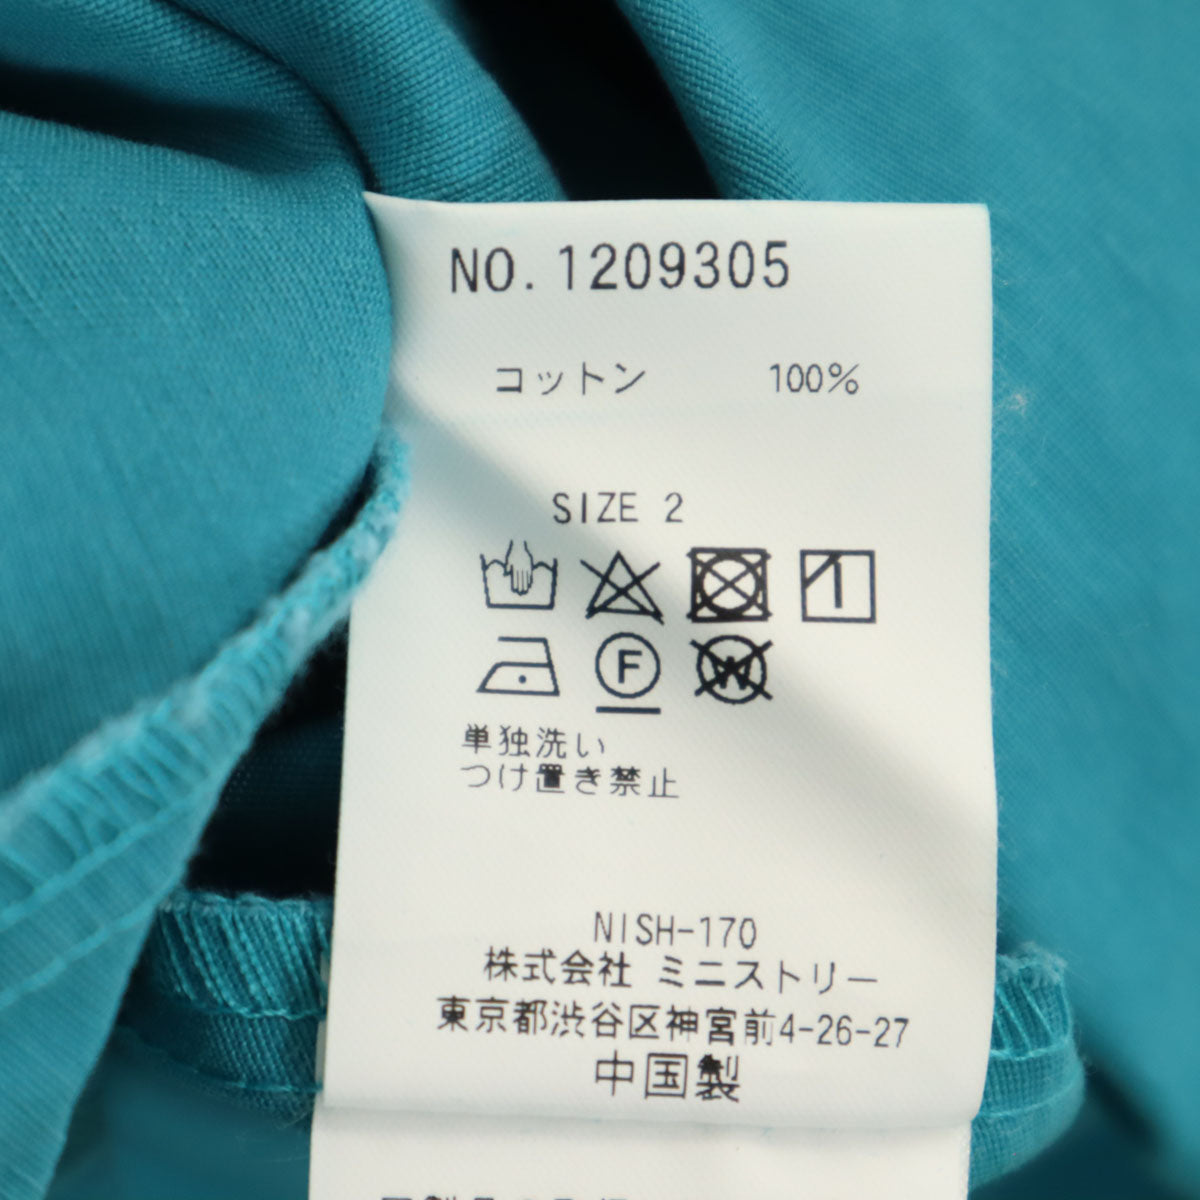 NO.1209305
コットン 100%
SIZE 2
F W
単独洗い
つけ置き禁止
NISH-170
株式会社 ミニストリー
東京都渋谷区神宮前4-26-27
中国製